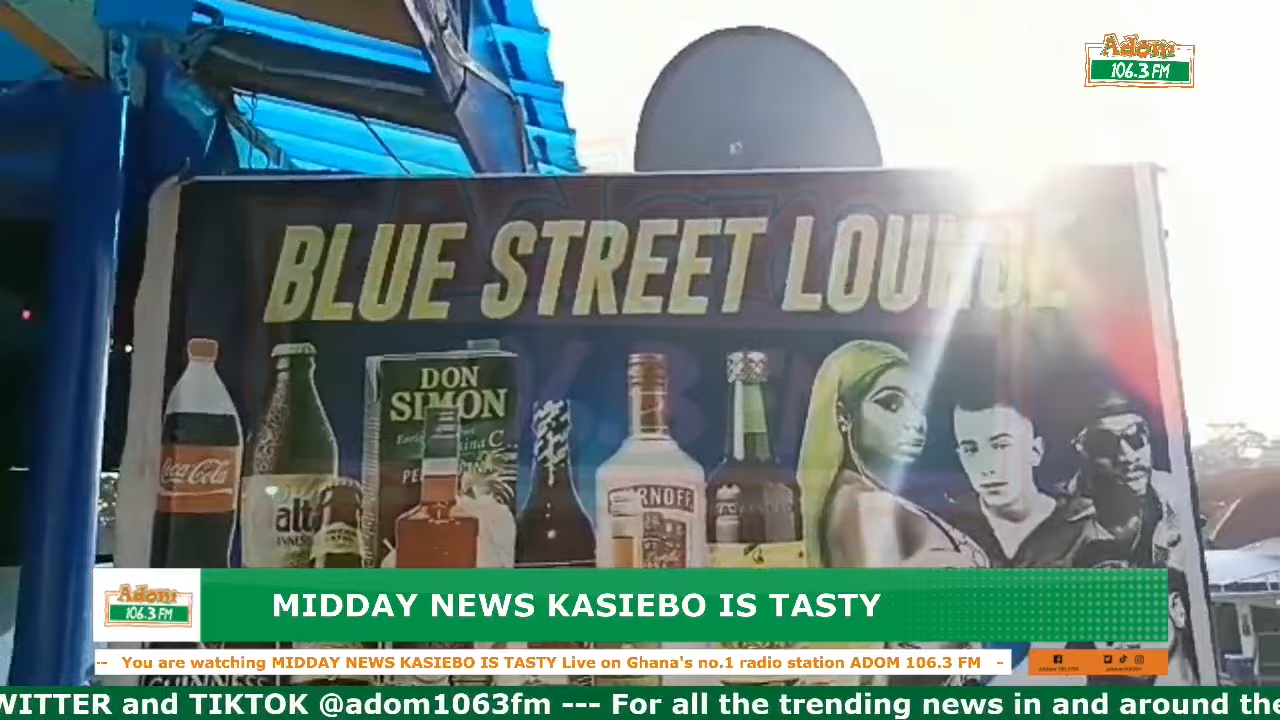 Adom
106.3 FM
BLUE STREET LOUNGE
DON
SIMON
Coca-Cola
Adom
106.3 FM
MIDDAY NEWS KASIEBO IS TASTY
-- You are watching MIDDAY NEWS KASIEBO IS TASTY Live on Ghana's no.1 radio station ADOM 106.3 FM -
GUINNESS
WITTER and TIKTOK @adom1063fm --- For all the trending news in and around the